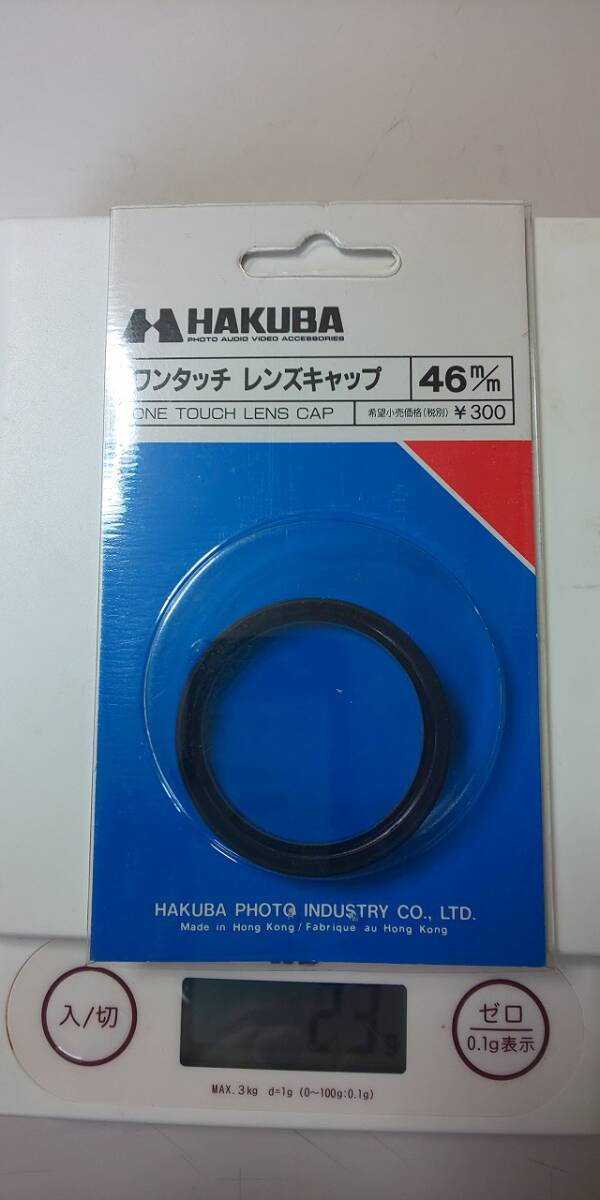 HAKUBA
PHOTO AUDIO VIDEO ACCESSORIES
ワンタッチ レンズキャップ
46m/m
ONE TOUCH LENS CAP
希望小売価格(税別) ¥300
HAKUBA PHOTO INDUSTRY CO., LTD.
Made in Hong Kong/Fabrique au Hong Kong
入/切
23g
ゼロ
0.1g表示
MAX.3kg d=1g (0〜100g:0.1g)